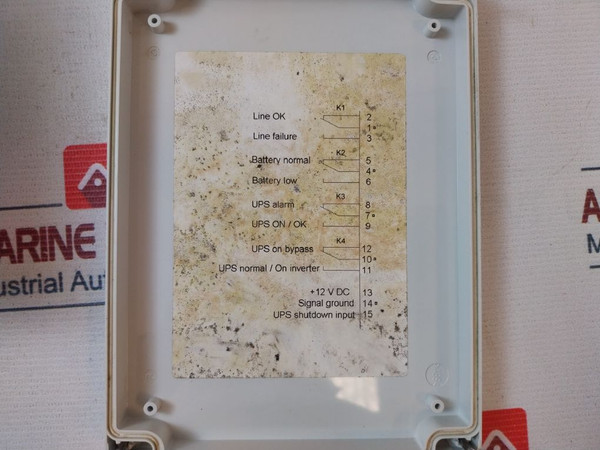 K1
Line OK 2
1
Line failure 3
K2
Battery normal 5
4
Battery low 6
K3
UPS alarm 8
7
UPS ON / OK 9
K4
UPS on bypass 12
10
UPS normal / On inverter 11
+12 V DC 13
Signal ground 14
UPS shutdown input 15
ARINE
ustrial Aut
A
M